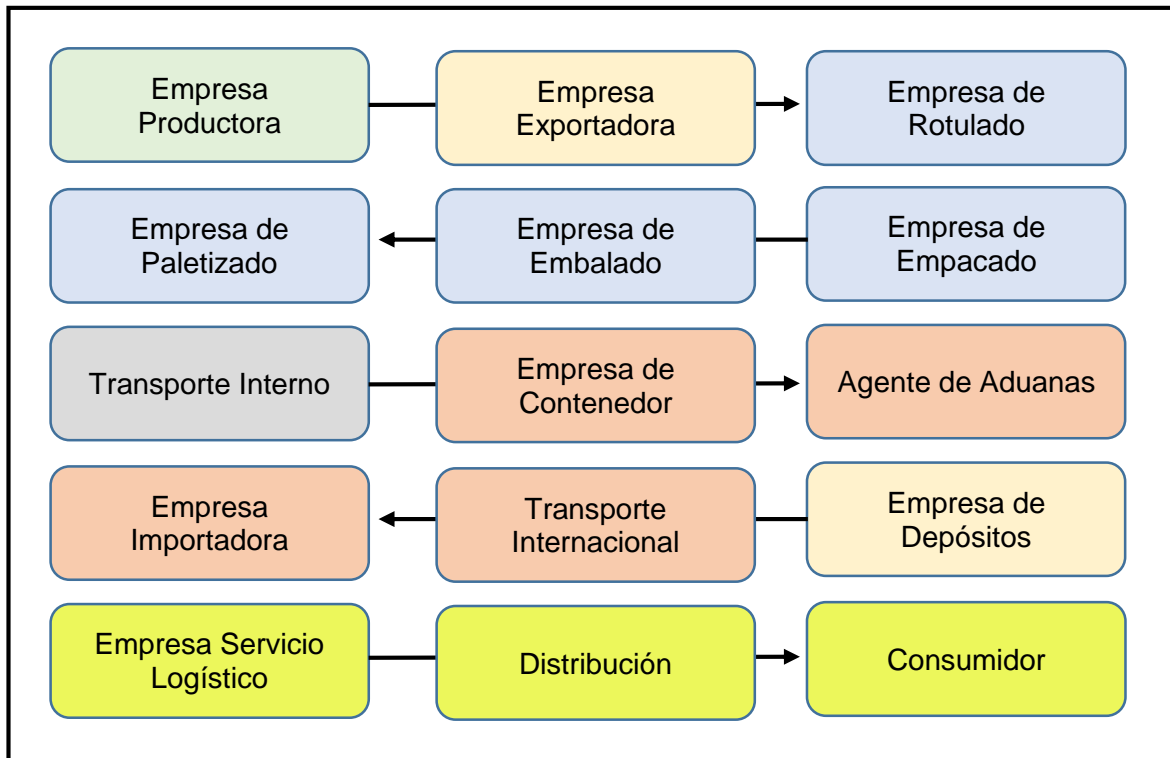 Empresa
Productora
Empresa
Exportadora
Empresa de
Rotulado
Empresa de
Paletizado
Empresa de
Embalado
Empresa de
Empacado
Transporte Interno
Empresa de
Contenedor
Agente de Aduanas
Empresa
Importadora
Transporte
Internacional
Empresa de
Depósitos
Empresa Servicio
Logístico
Distribución
Consumidor